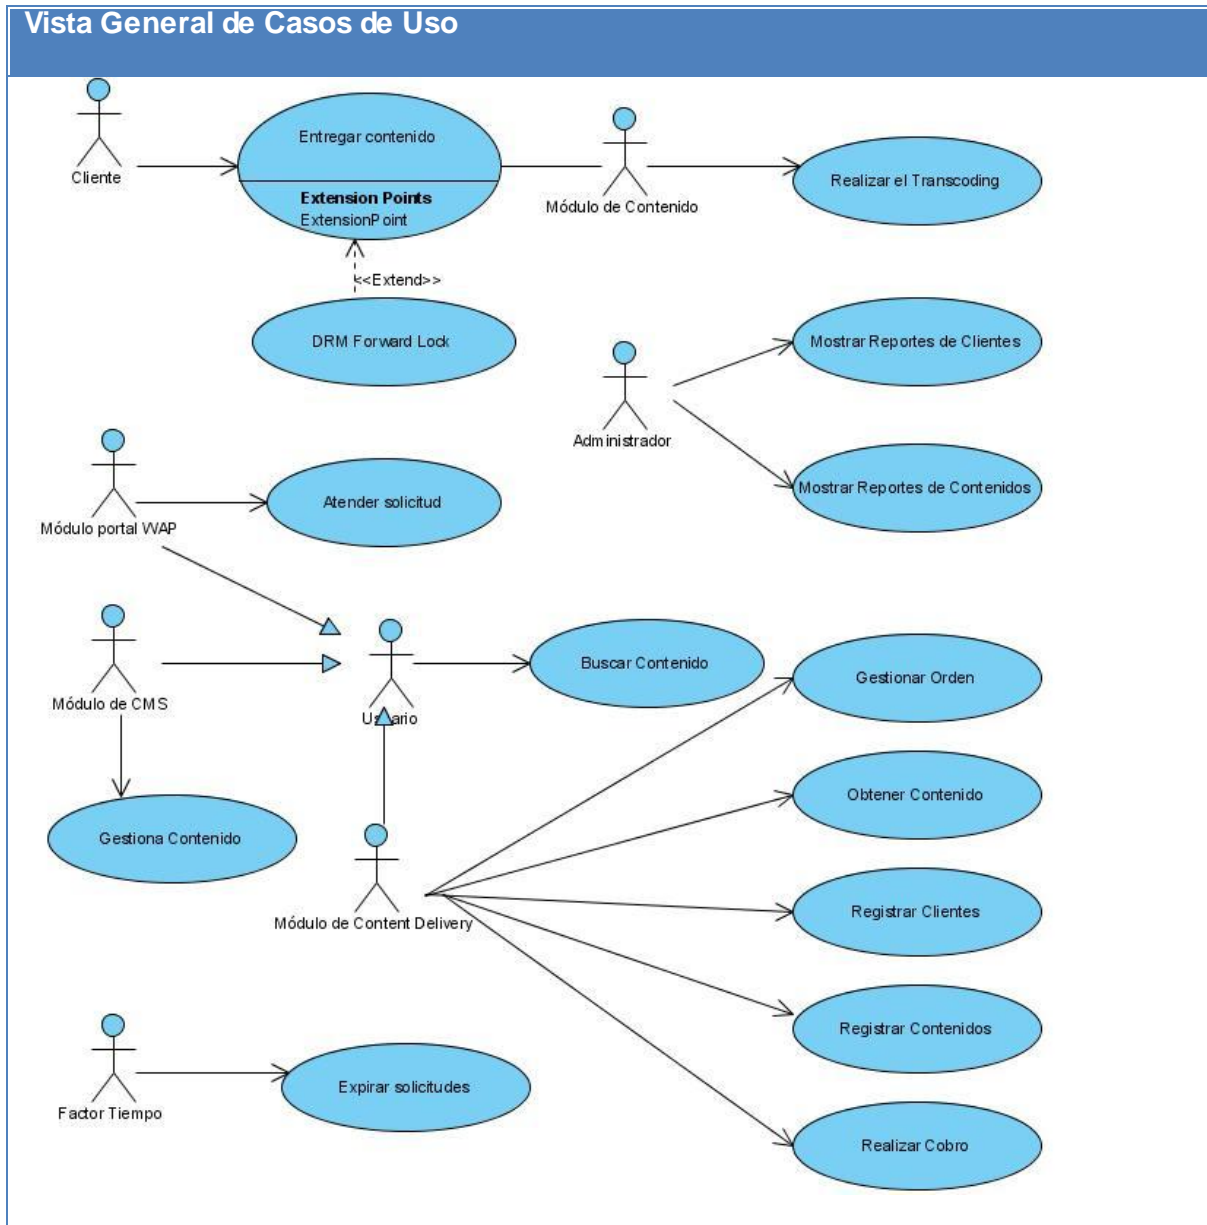 Vista General de Casos de Uso
Cliente
Entregar contenido
Extension Points
ExtensionPoint
Módulo de Contenido
Realizar el Transcoding
<<Extend>>
DRM Forward Lock
Administrador
Mostrar Reportes de Clientes
Mostrar Reportes de Contenidos
Módulo portal WAP
Atender solicitud
Módulo de CMS
Usuario
Buscar Contenido
Gestionar Orden
Obtener Contenido
Gestiona Contenido
Módulo de Content Delivery
Registrar Clientes
Registrar Contenidos
Factor Tiempo
Expirar solicitudes
Realizar Cobro